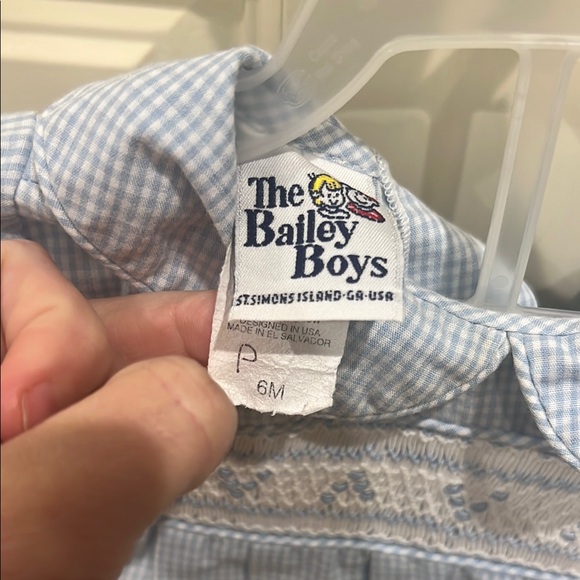 The
Bailey
Boys
ST.SIMONS ISLAND·GA·USA
DESIGNED IN USA
MADE IN EL SALVADOR
P
6M